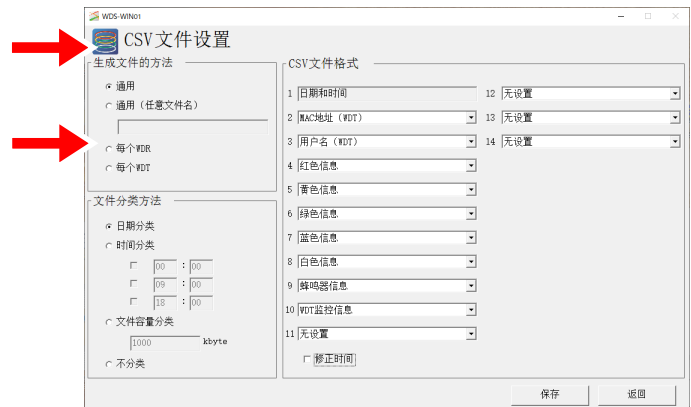 WDS-WIN01
CSV文件设置
生成文件的方法
通用
通用（任意文件名）
每个WDR
每个WDT
文件分类方法
日期分类
时间分类
00 : 00
09 : 00
18 : 00
文件容量分类
1000 kbyte
不分类
CSV文件格式
1 日期和时间
2 MAC地址（WDT）
3 用户名（WDT）
4 红色信息
5 黄色信息
6 绿色信息
7 蓝色信息
8 白色信息
9 蜂鸣器信息
10 WDT监控信息
11 无设置
修正时间
12 无设置
13 无设置
14 无设置
保存
返回